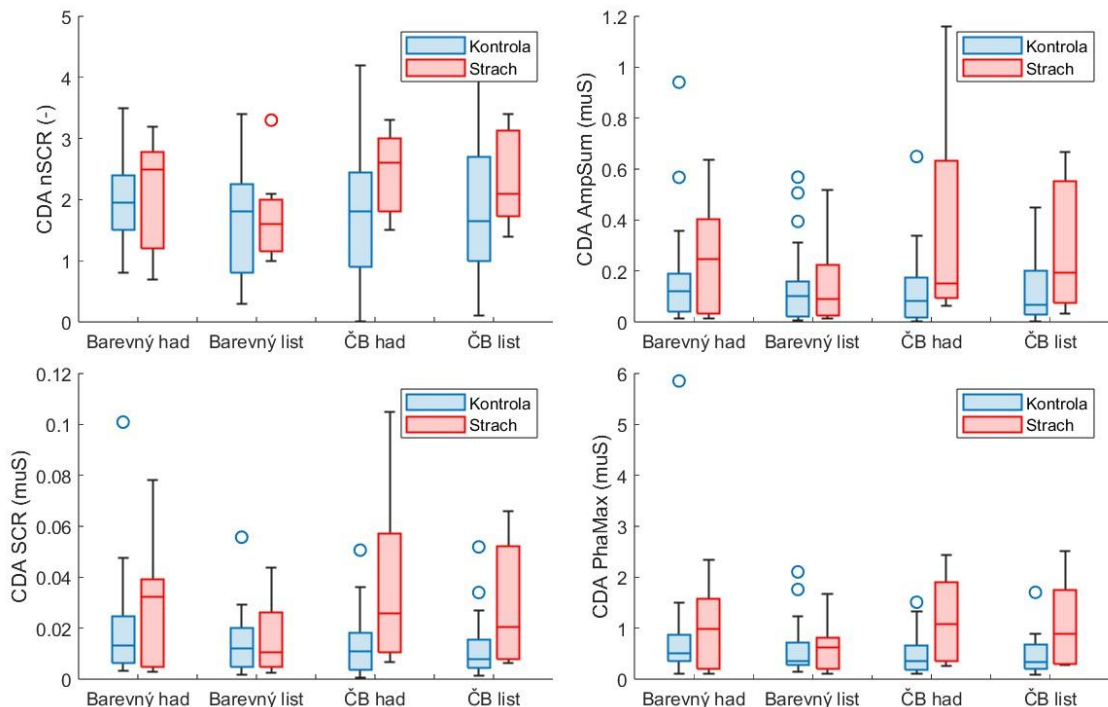 5
4
3
2
1
0
CDA nSCR (-)
Kontrola
Strach
Barevný had Barevný list ČB had ČB list
1.2
1
0.8
0.6
0.4
0.2
0
CDA AmpSum (muS)
Kontrola
Strach
Barevný had Barevný list ČB had ČB list
0.12
0.1
0.08
0.06
0.04
0.02
0
CDA SCR (muS)
Kontrola
Strach
Barevný had Barevný list ČB had ČB list
6
5
4
3
2
1
0
CDA PhaMax (muS)
Kontrola
Strach
Barevný had Barevný list ČB had ČB list